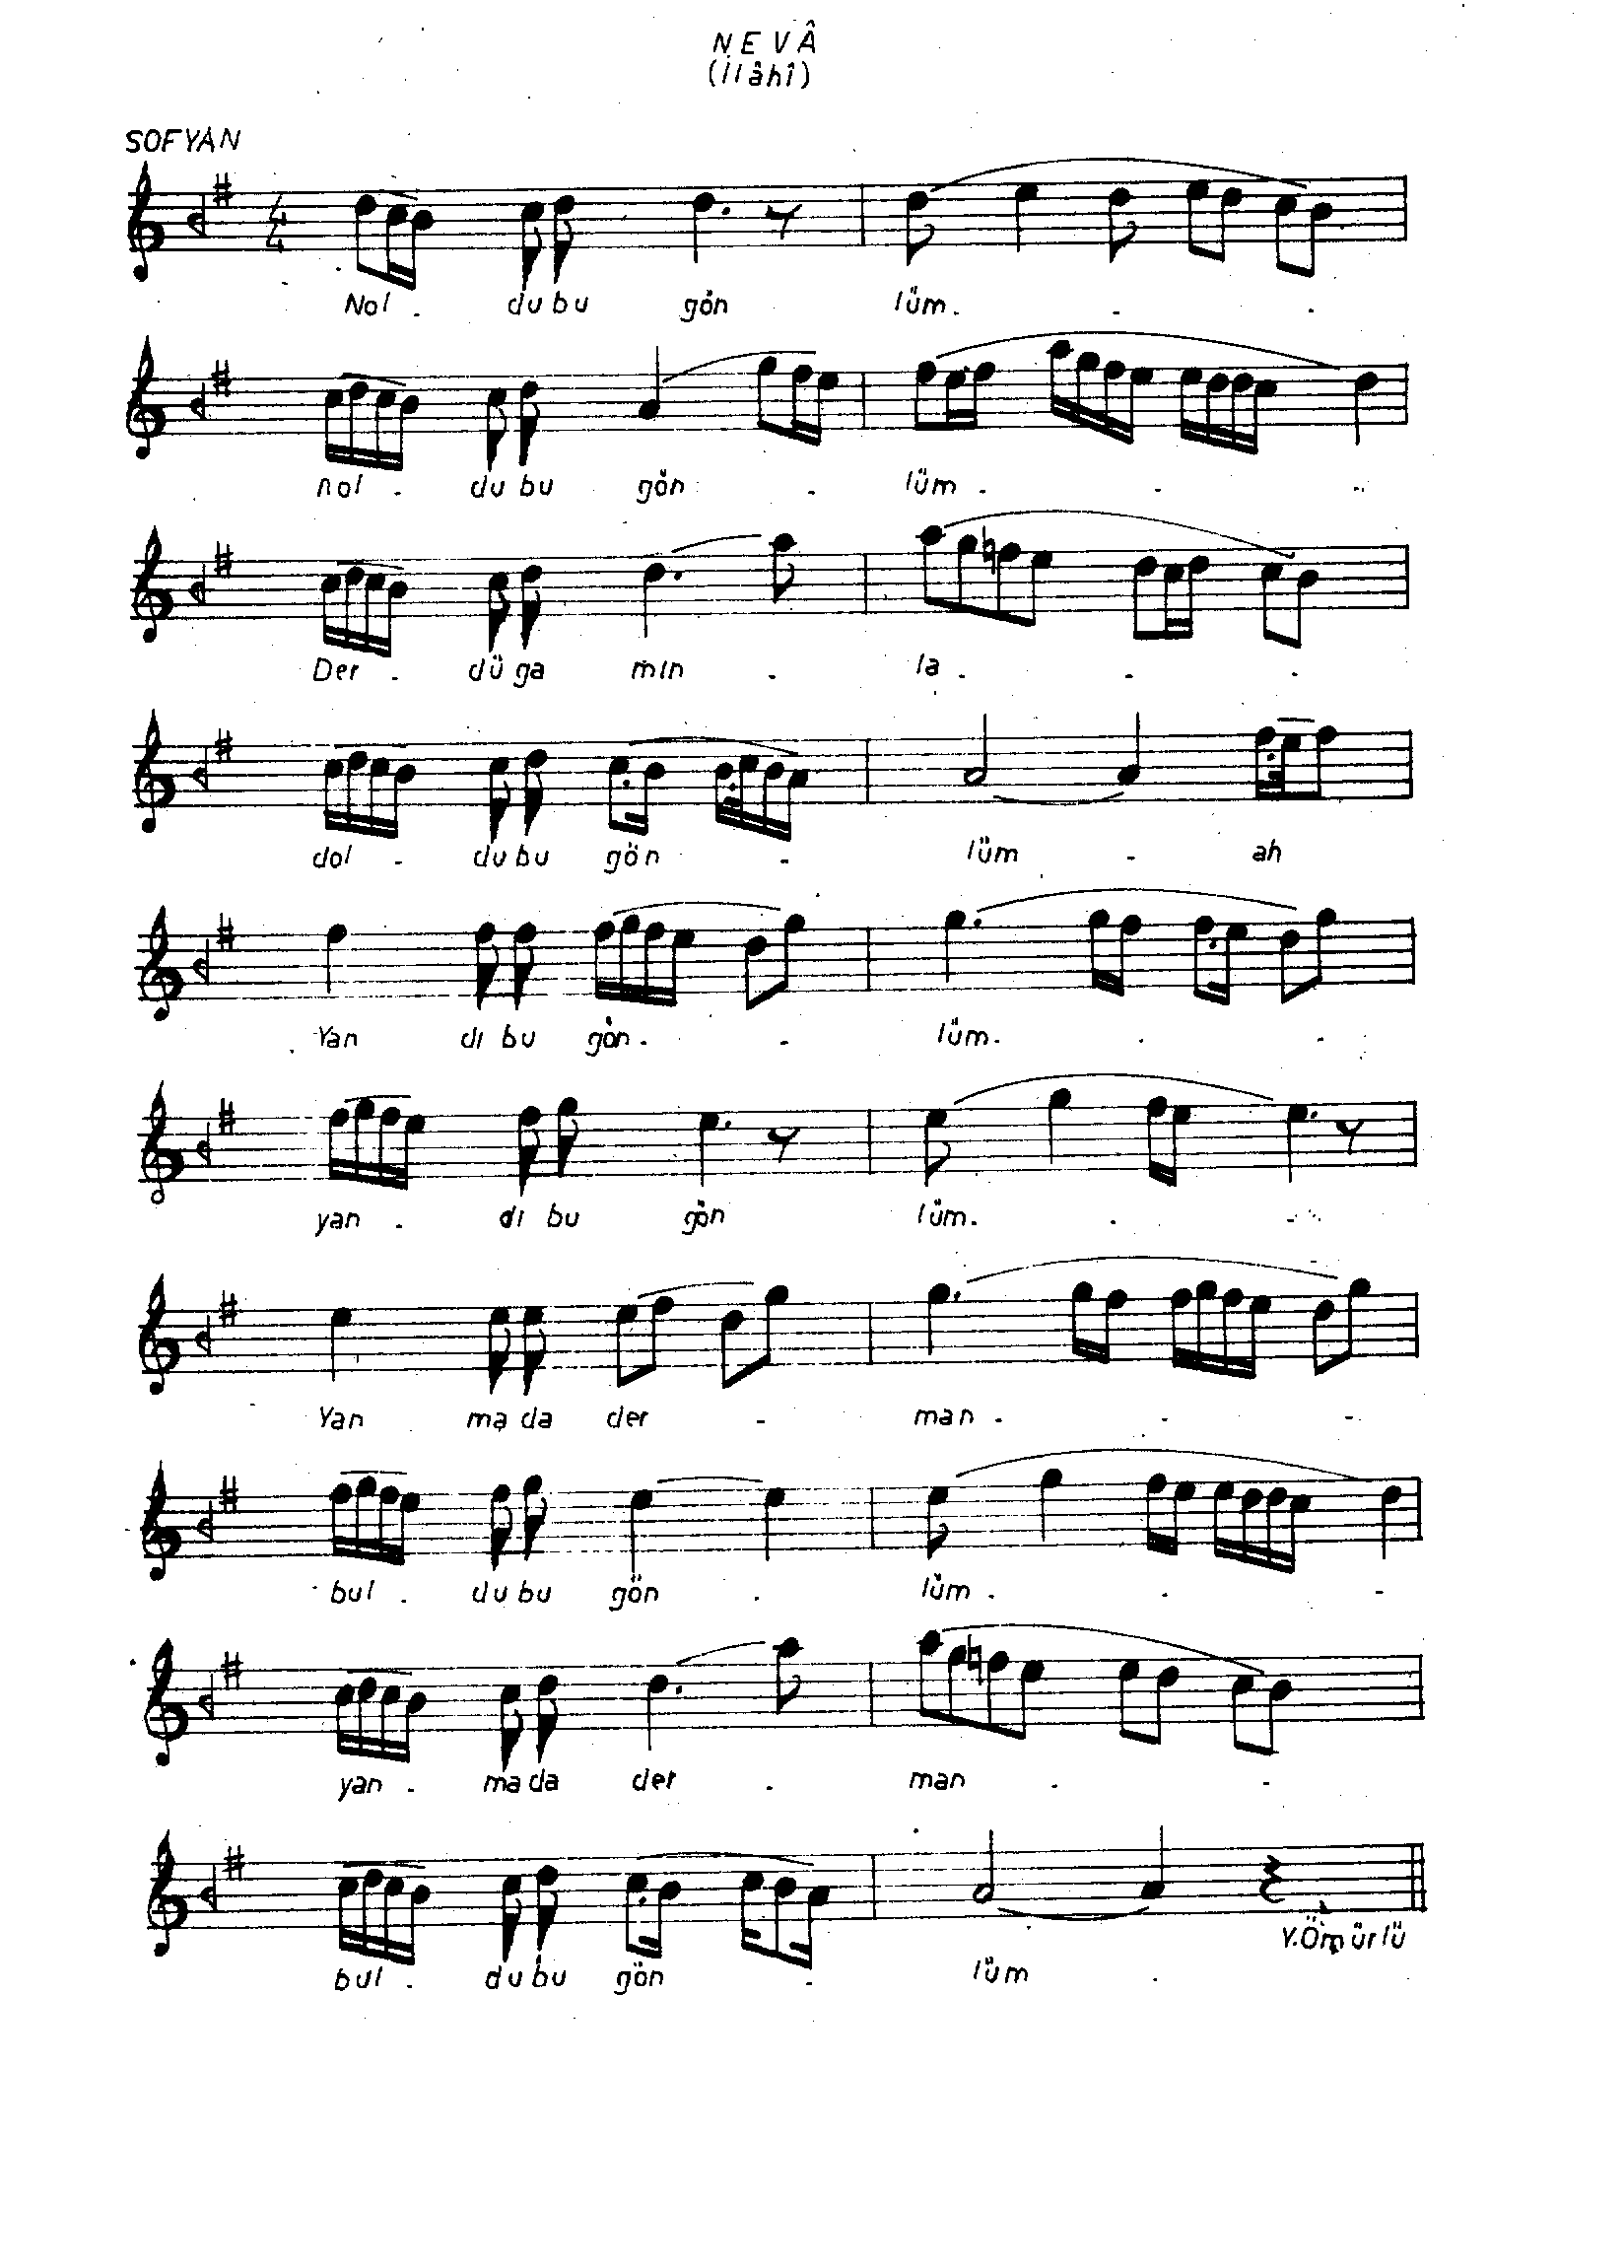 NEVÂ
(İlâhî)
SOFYAN
4
4
Nol - du bu gön lüm - - -
nol - du bu gön - lüm - - -
Der - dü ga mın - la - - -
dol - du bu gön - lüm - ah
Yan dı bu gön - - lüm - - -
yan - dı bu gön lüm - - -
Yan ma da der - man - - -
bul - du bu gön - lüm - - -
yan - ma da der - man - -
Y. Ömürlü
bul - du bu gön - lüm -